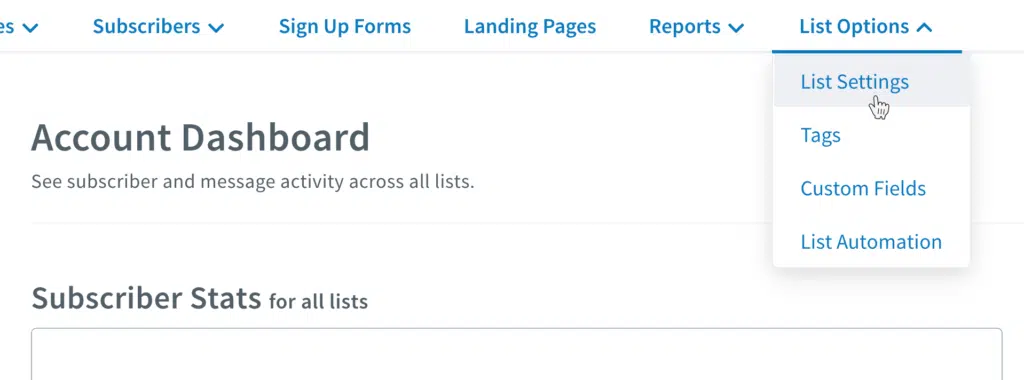 es Subscribers Sign Up Forms Landing Pages Reports List Options
List Settings
Account Dashboard
Tags
See subscriber and message activity across all lists.
Custom Fields
List Automation
Subscriber Stats for all lists